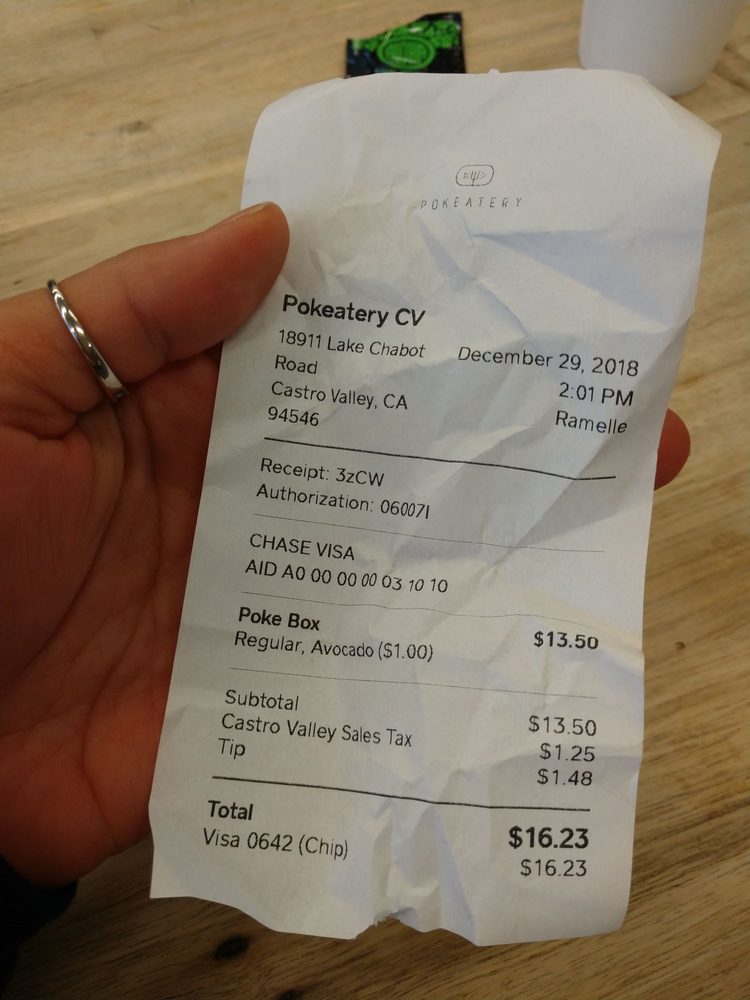 POKEATERY
Pokeatery CV
18911 Lake Chabot
Road
Castro Valley, CA
94546
December 29, 2018
2:01 PM
Ramelle
Receipt: 3zCW
Authorization: 06007I
CHASE VISA
AID A0 00 00 00 03 10 10
Poke Box $13.50
Regular, Avocado ($1.00)
Subtotal $13.50
Castro Valley Sales Tax $1.25
Tip $1.48
Total $16.23
Visa 0642 (Chip) $16.23